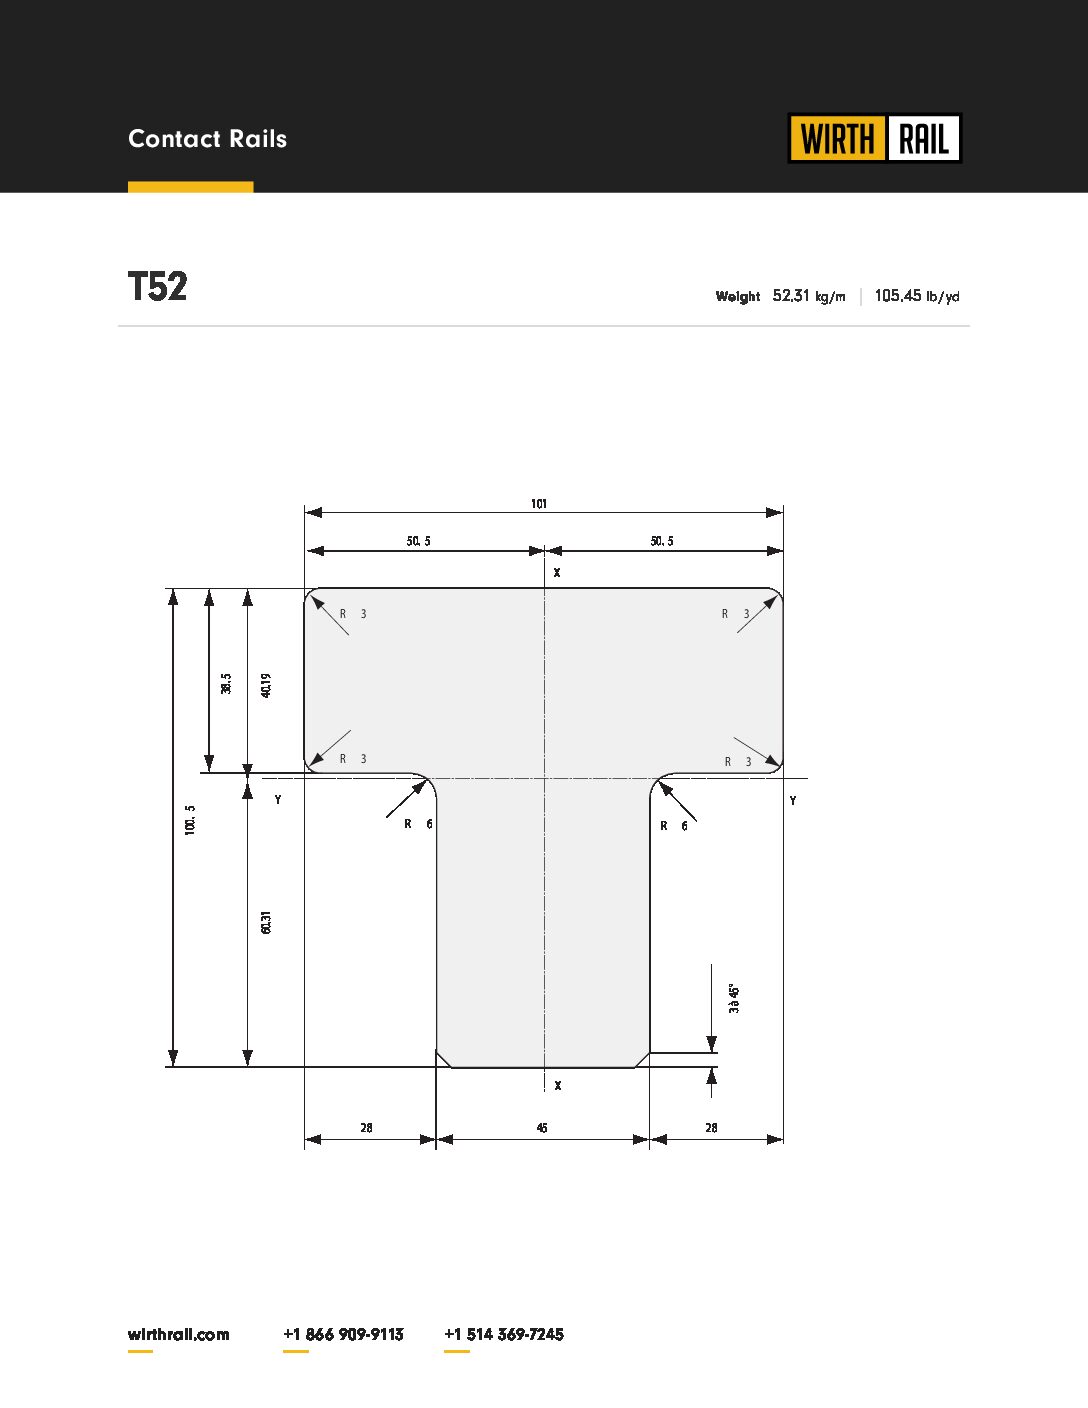 Contact Rails
WIRTH RAIL
T52
Weight 52,31 kg/m | 105,45 lb/yd
101
50. 5 50. 5
X
R 3 R 3
38.5 40,19
R 3 R 3
Y Y
100. 5
R 6 R 6
60,31
3 à 45°
X
28 45 28
wirthrail.com +1 866 909-9113 +1 514 369-7245